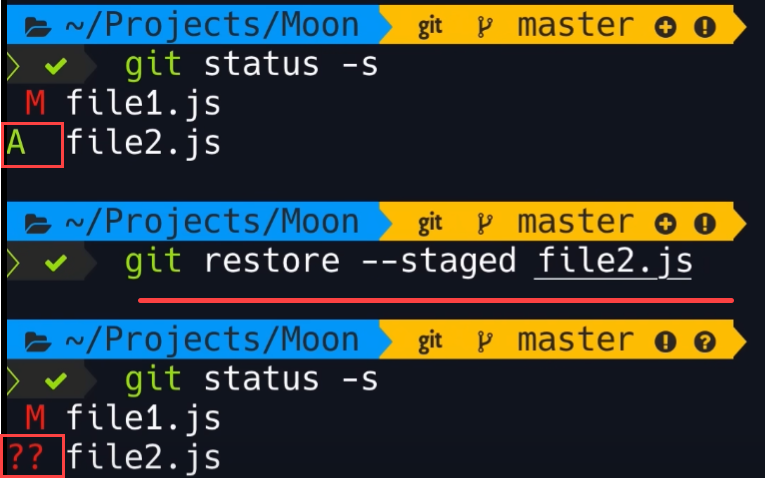 ~/Projects/Moon git master
git status -s
M file1.js
A file2.js
~/Projects/Moon git master
git restore --staged file2.js
~/Projects/Moon git master
git status -s
M file1.js
?? file2.js